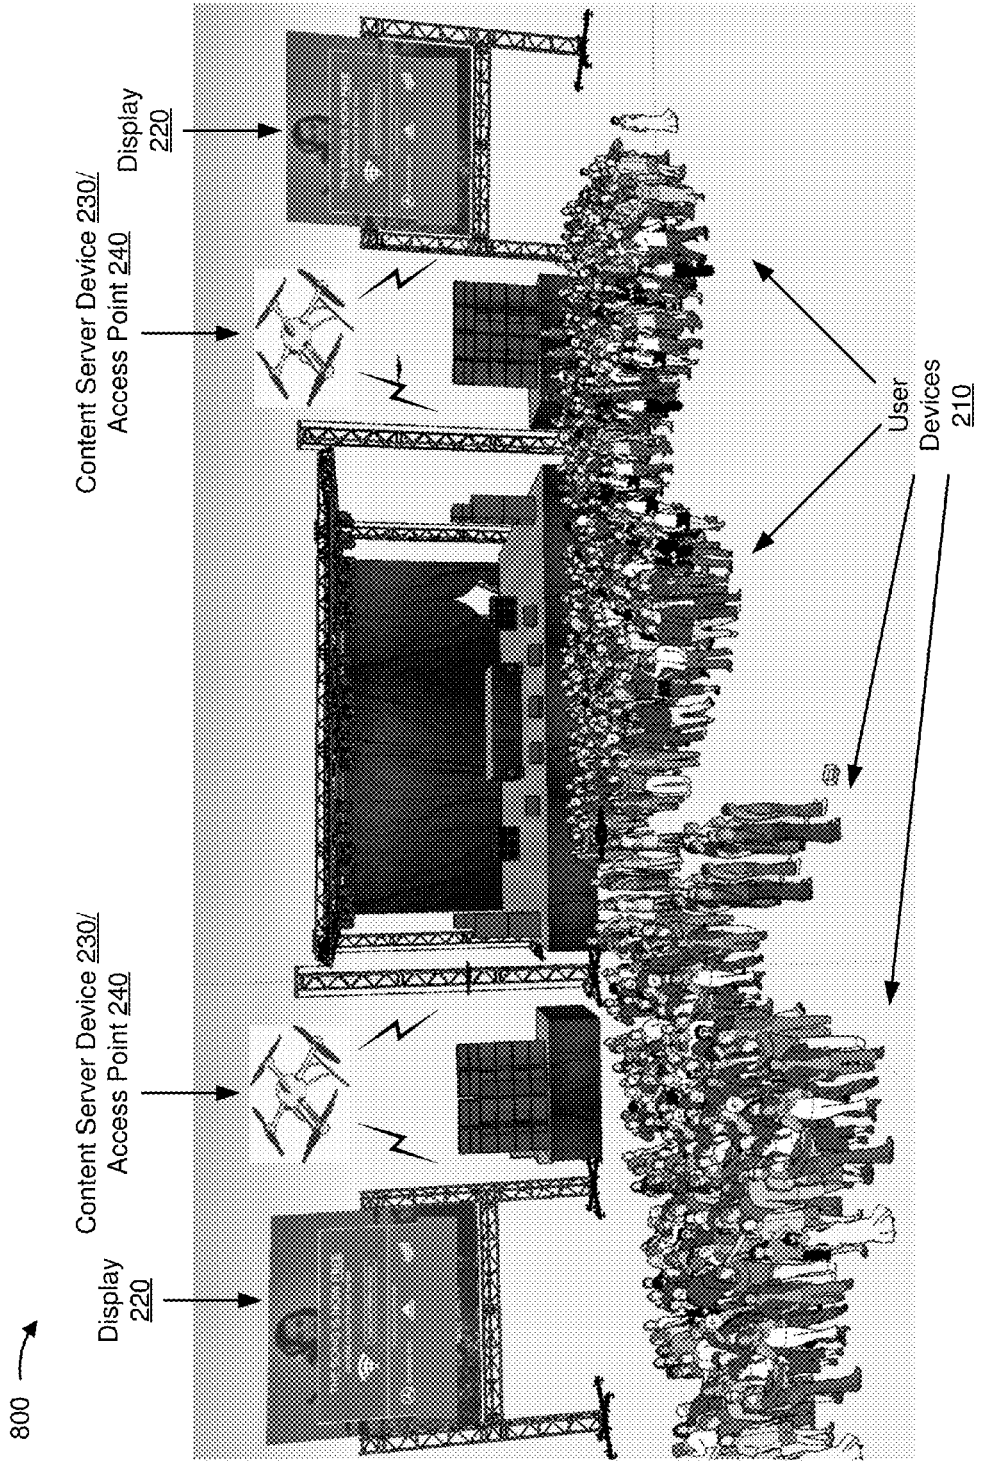 800
Display
220
Content Server Device 230/
Access Point 240
Content Server Device 230/
Access Point 240
Display
220
User
Devices
210